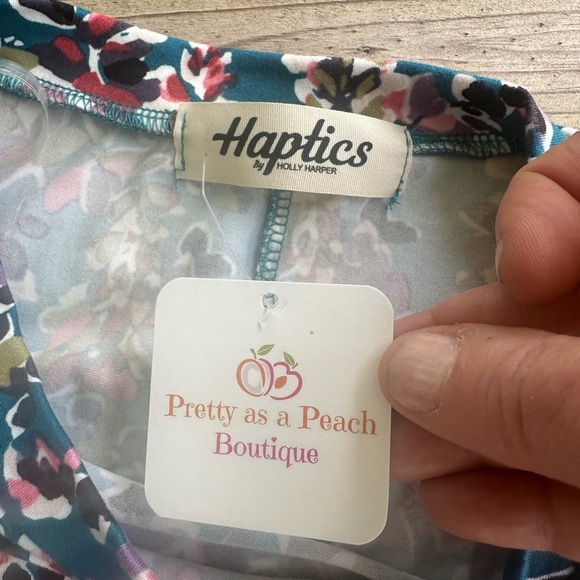 Haptics
by HOLLY HARPER
Pretty as a Peach
Boutique